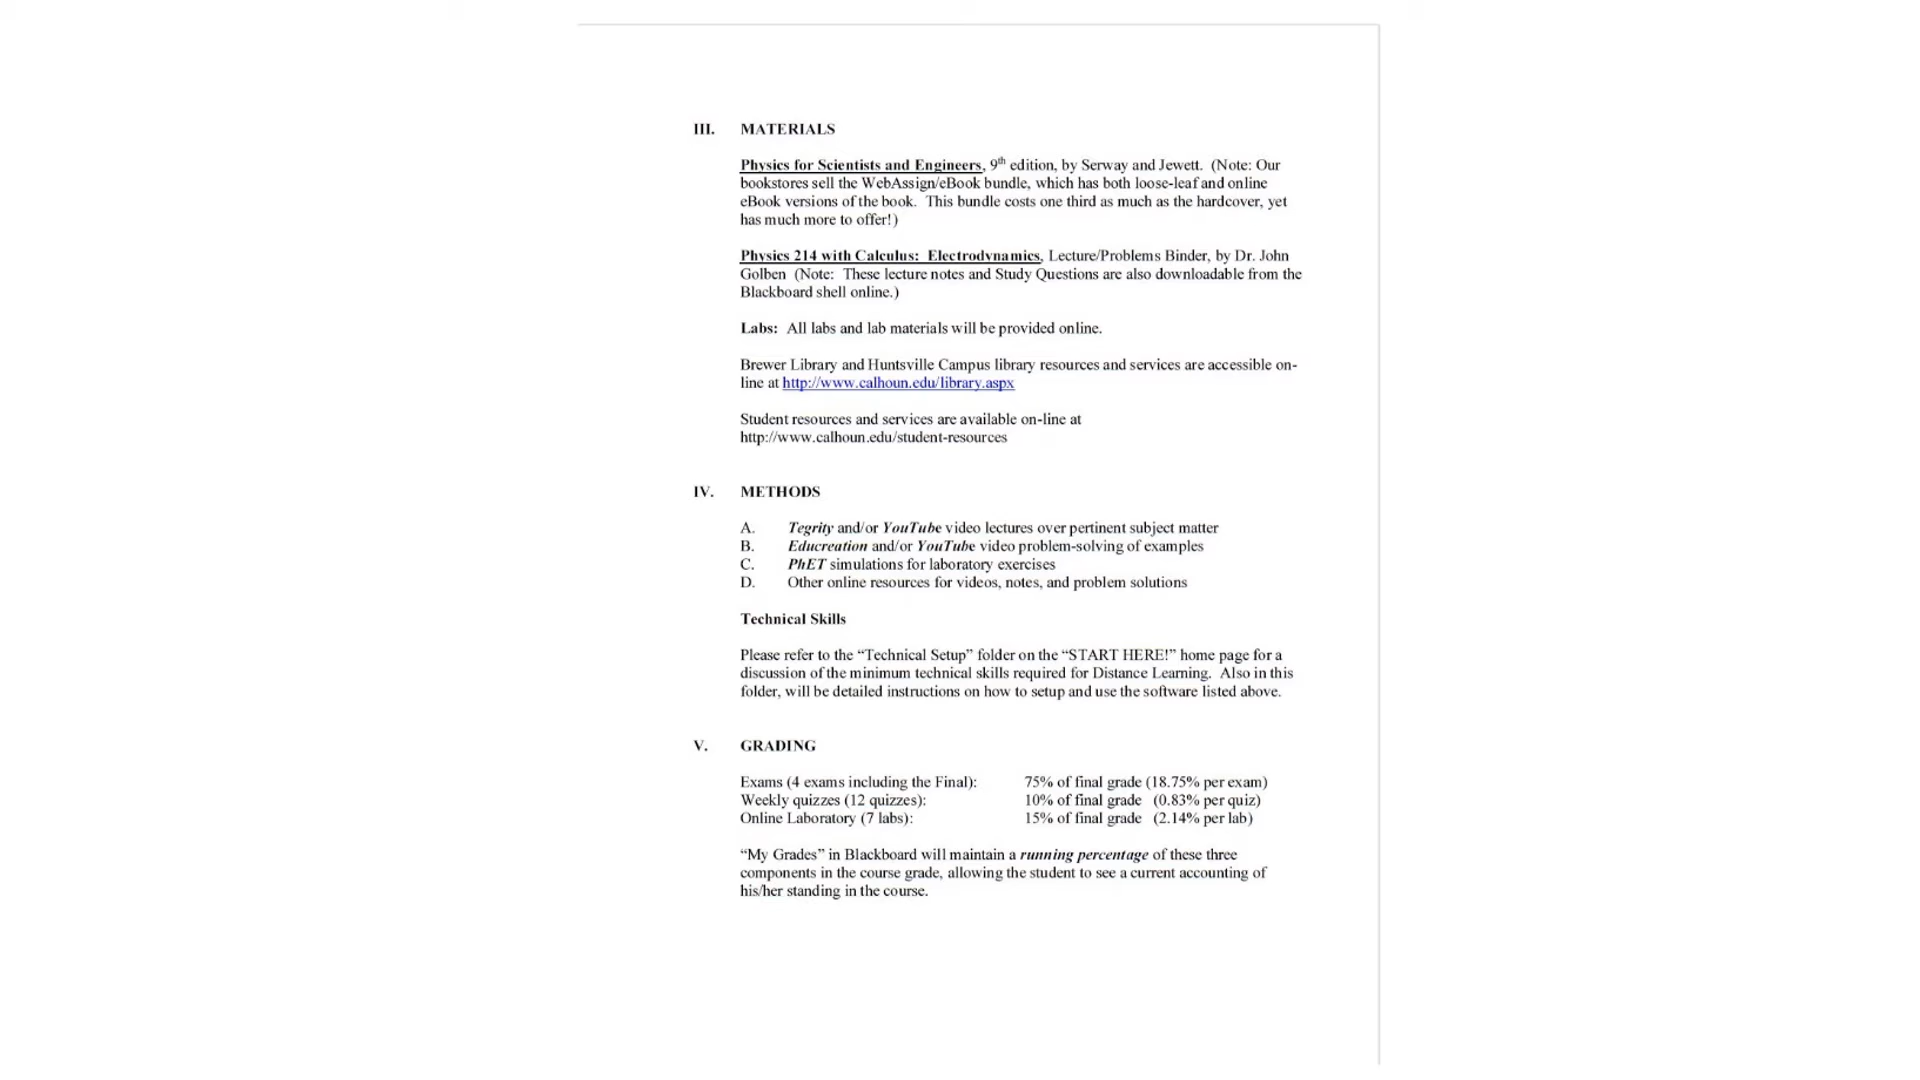 III. MATERIALS
Physics for Scientists and Engineers, 9th edition, by Serway and Jewett. (Note: Our
bookstores sell the WebAssign/eBook bundle, which has both loose-leaf and online
eBook versions of the book. This bundle costs one third as much as the hardcover, yet
has much more to offer!)
Physics 214 with Calculus: Electrodynamics, Lecture/Problems Binder, by Dr. John
Golben (Note: These lecture notes and Study Questions are also downloadable from the
Blackboard shell online.)
Labs: All labs and lab materials will be provided online.
Brewer Library and Huntsville Campus library resources and services are accessible on-
line at http://www.calhoun.edu/library.aspx
Student resources and services are available on-line at
http://www.calhoun.edu/student-resources
IV. METHODS
A. Tegrity and/or YouTube video lectures over pertinent subject matter
B. Educreation and/or YouTube video problem-solving of examples
C. PhET simulations for laboratory exercises
D. Other online resources for videos, notes, and problem solutions
Technical Skills
Please refer to the “Technical Setup” folder on the “START HERE!” home page for a
discussion of the minimum technical skills required for Distance Learning. Also in this
folder, will be detailed instructions on how to setup and use the software listed above.
V. GRADING
Exams (4 exams including the Final): 75% of final grade (18.75% per exam)
Weekly quizzes (12 quizzes): 10% of final grade (0.83% per quiz)
Online Laboratory (7 labs): 15% of final grade (2.14% per lab)
“My Grades” in Blackboard will maintain a running percentage of these three
components in the course grade, allowing the student to see a current accounting of
his/her standing in the course.